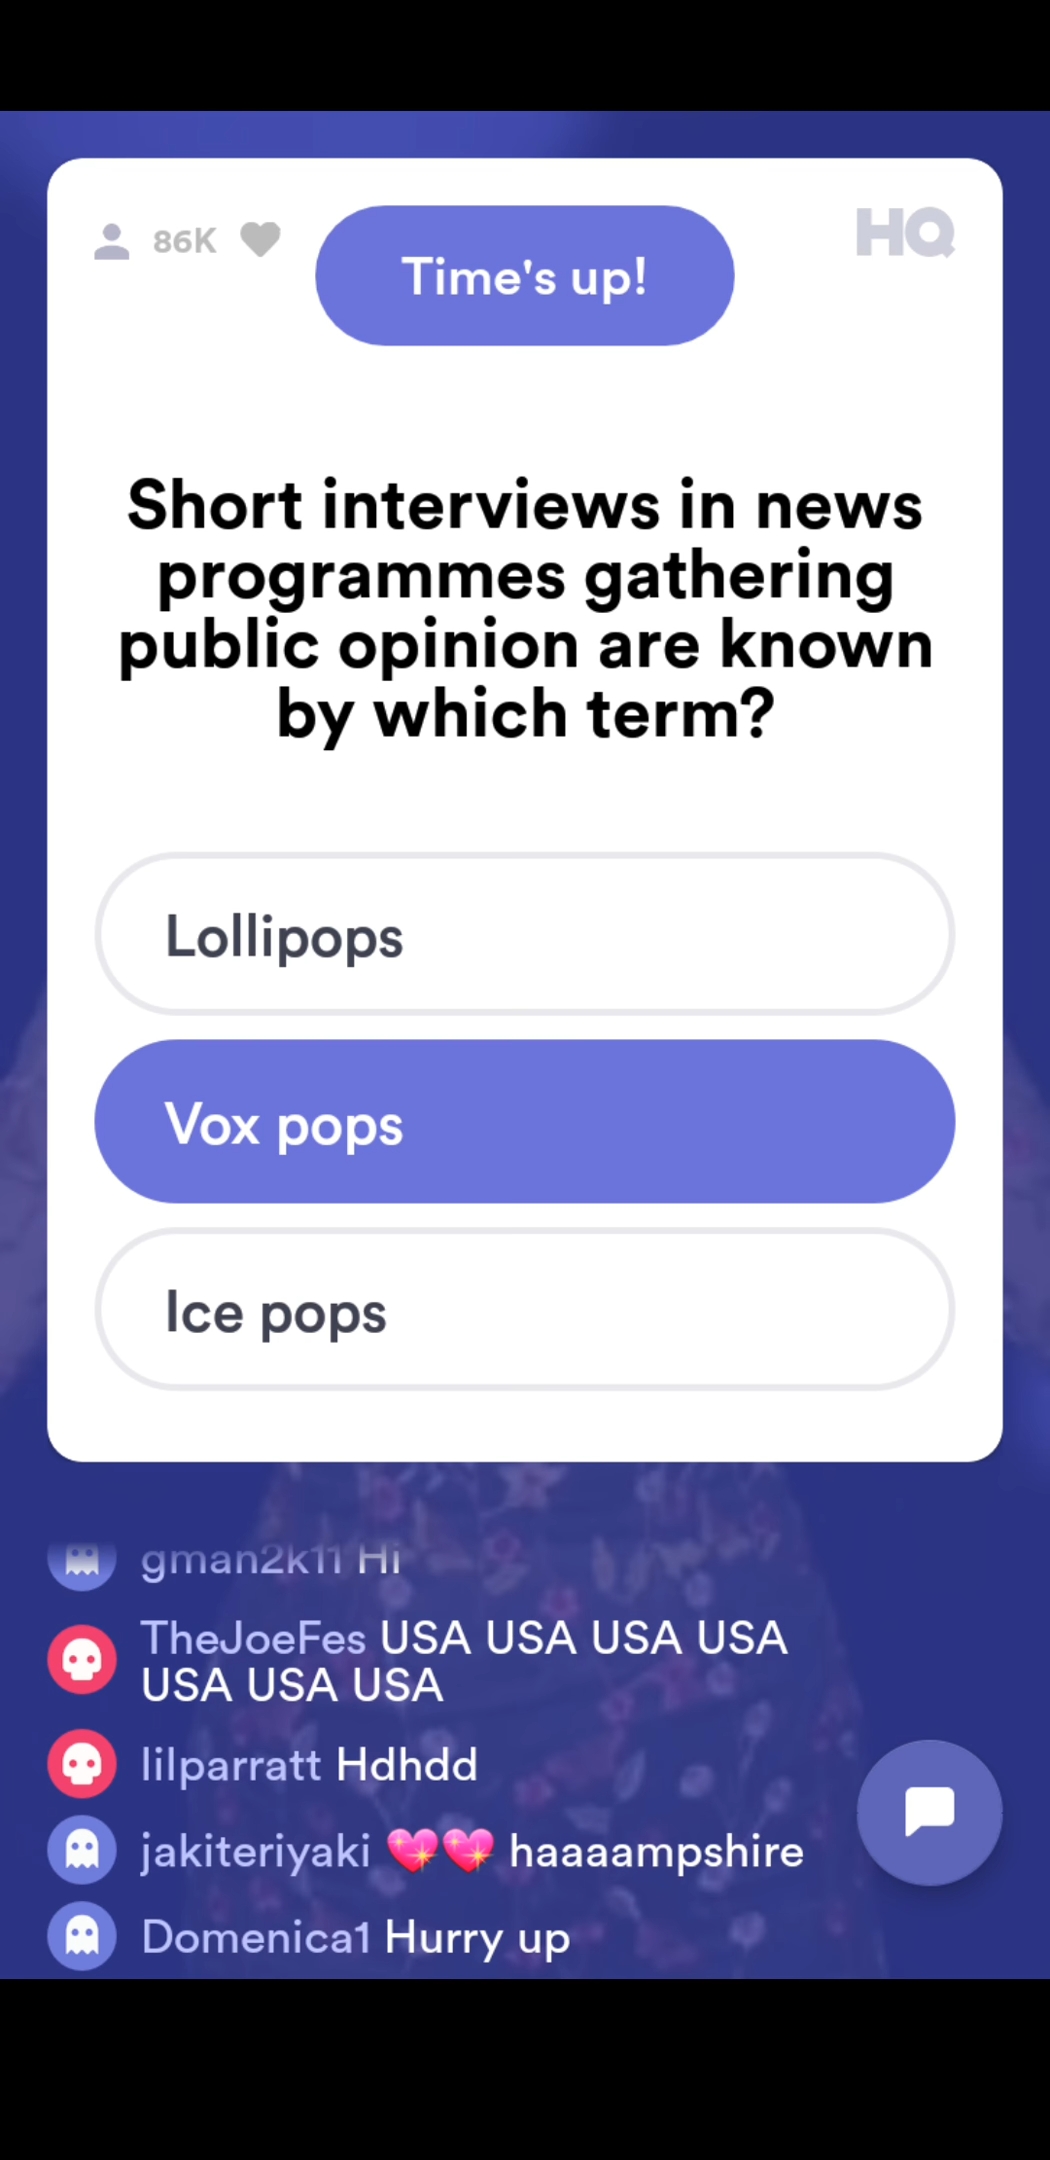 86K
Time's up!
HQ
Short interviews in news
programmes gathering
public opinion are known
by which term?
Lollipops
Vox pops
Ice pops
gman2k11 Hi
TheJoeFes USA USA USA USA
USA USA USA
lilparratt Hdhdd
jakiteriyaki 💖💖 haaaampshire
Domenica1 Hurry up